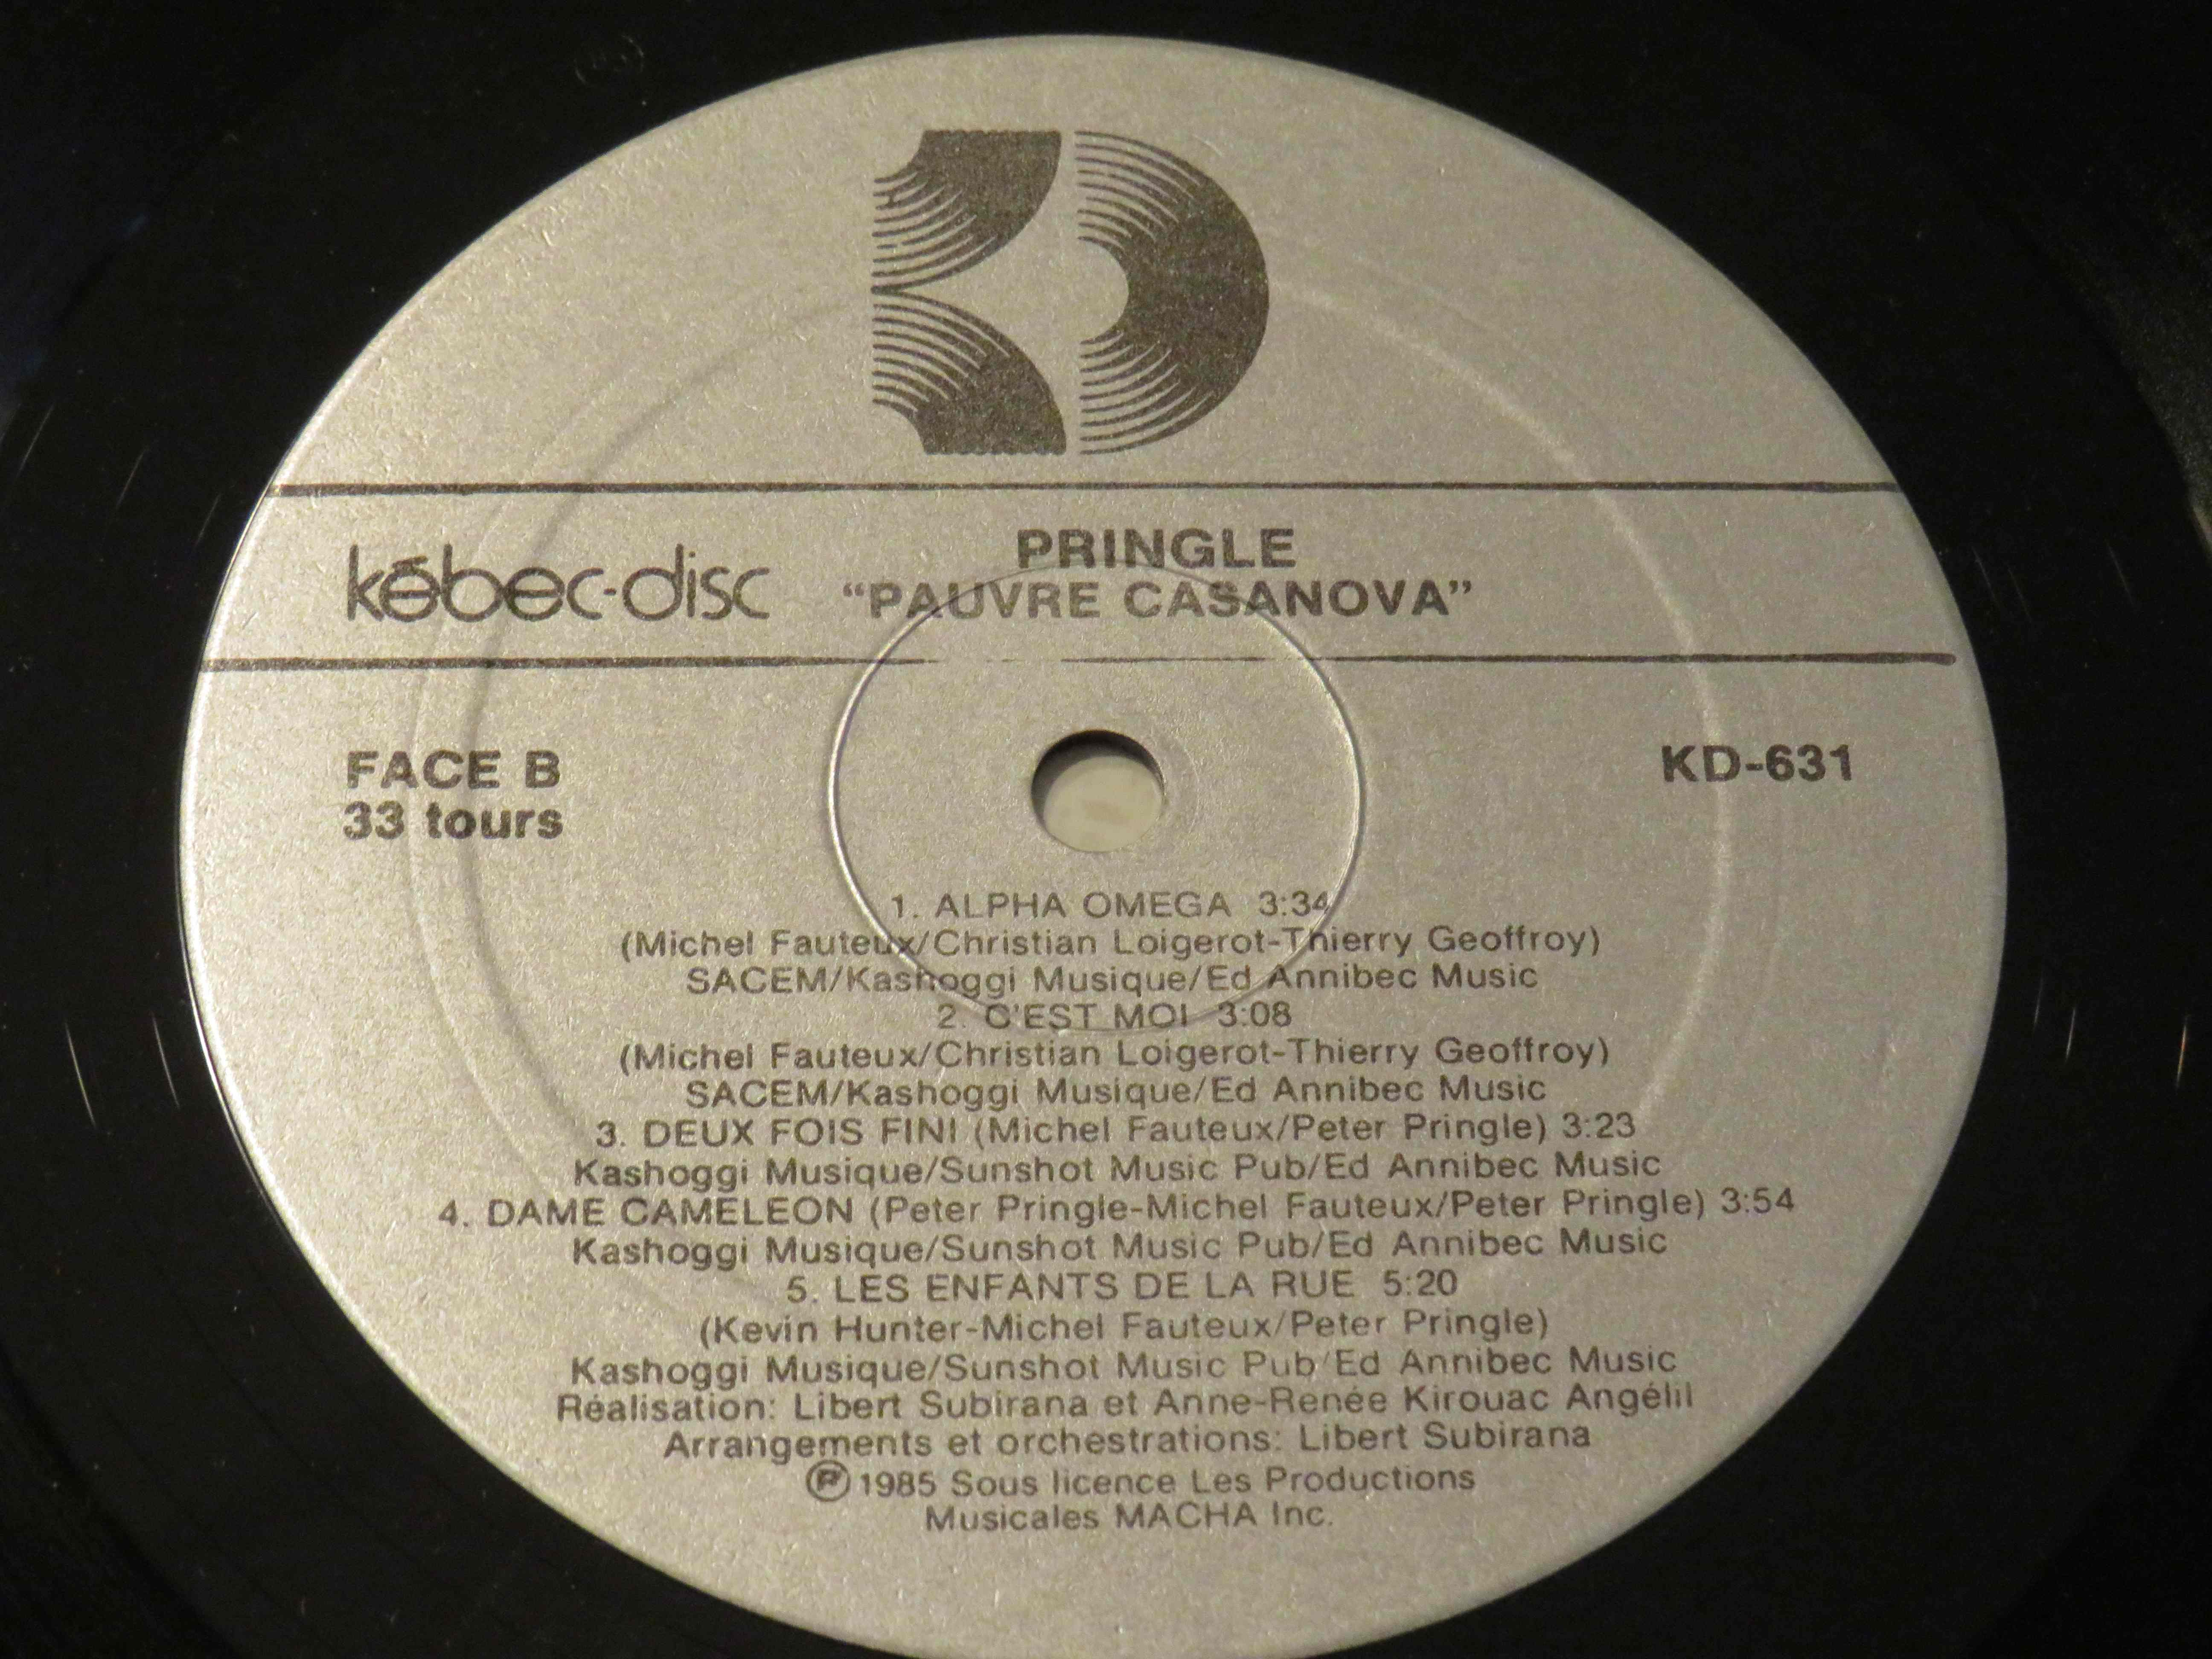 kébec-disc
PRINGLE
“PAUVRE CASANOVA”
FACE B
33 tours
KD-631
1. ALPHA OMEGA 3:34
(Michel Fauteux/Christian Loigerot-Thierry Geoffroy)
SACEM/Kashoggi Musique/Ed Annibec Music
2. C'EST MOI 3:08
(Michel Fauteux/Christian Loigerot-Thierry Geoffroy)
SACEM/Kashoggi Musique/Ed Annibec Music
3. DEUX FOIS FINI (Michel Fauteux/Peter Pringle) 3:23
Kashoggi Musique/Sunshot Music Pub/Ed Annibec Music
4. DAME CAMELEON (Peter Pringle-Michel Fauteux/Peter Pringle) 3:54
Kashoggi Musique/Sunshot Music Pub/Ed Annibec Music
5. LES ENFANTS DE LA RUE 5:20
(Kevin Hunter-Michel Fauteux/Peter Pringle)
Kashoggi Musique/Sunshot Music Pub/Ed Annibec Music
Réalisation: Libert Subirana et Anne-Renée Kirouac Angélil
Arrangements et orchestrations: Libert Subirana
℗ 1985 Sous licence Les Productions
Musicales MACHA Inc.